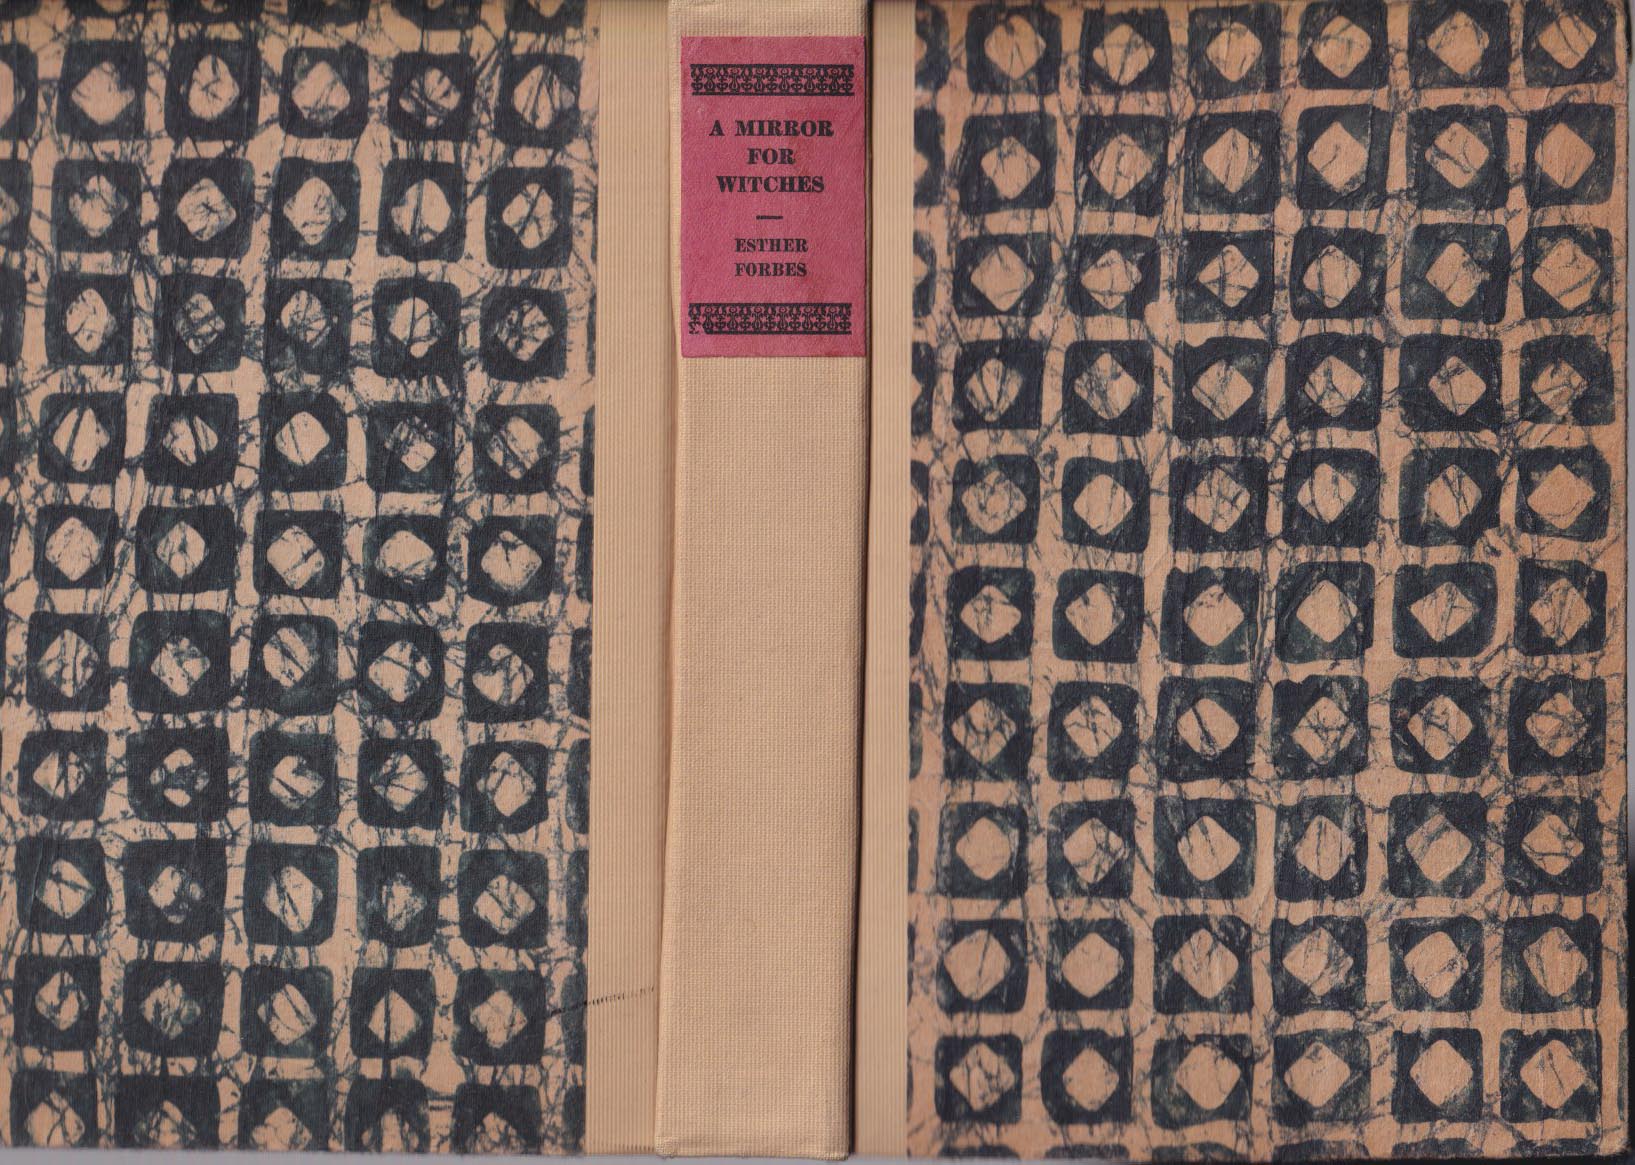 A MIRROR
FOR
WITCHES
ESTHER
FORBES